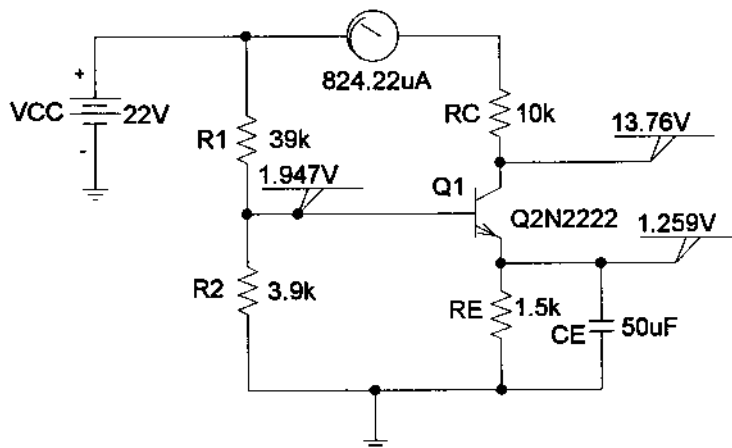 824.22uA
+
VCC
22V
-
R1
39k
RC
10k
13.76V
1.947V
Q1
Q2N2222
1.259V
R2
3.9k
RE
1.5k
CE
50uF